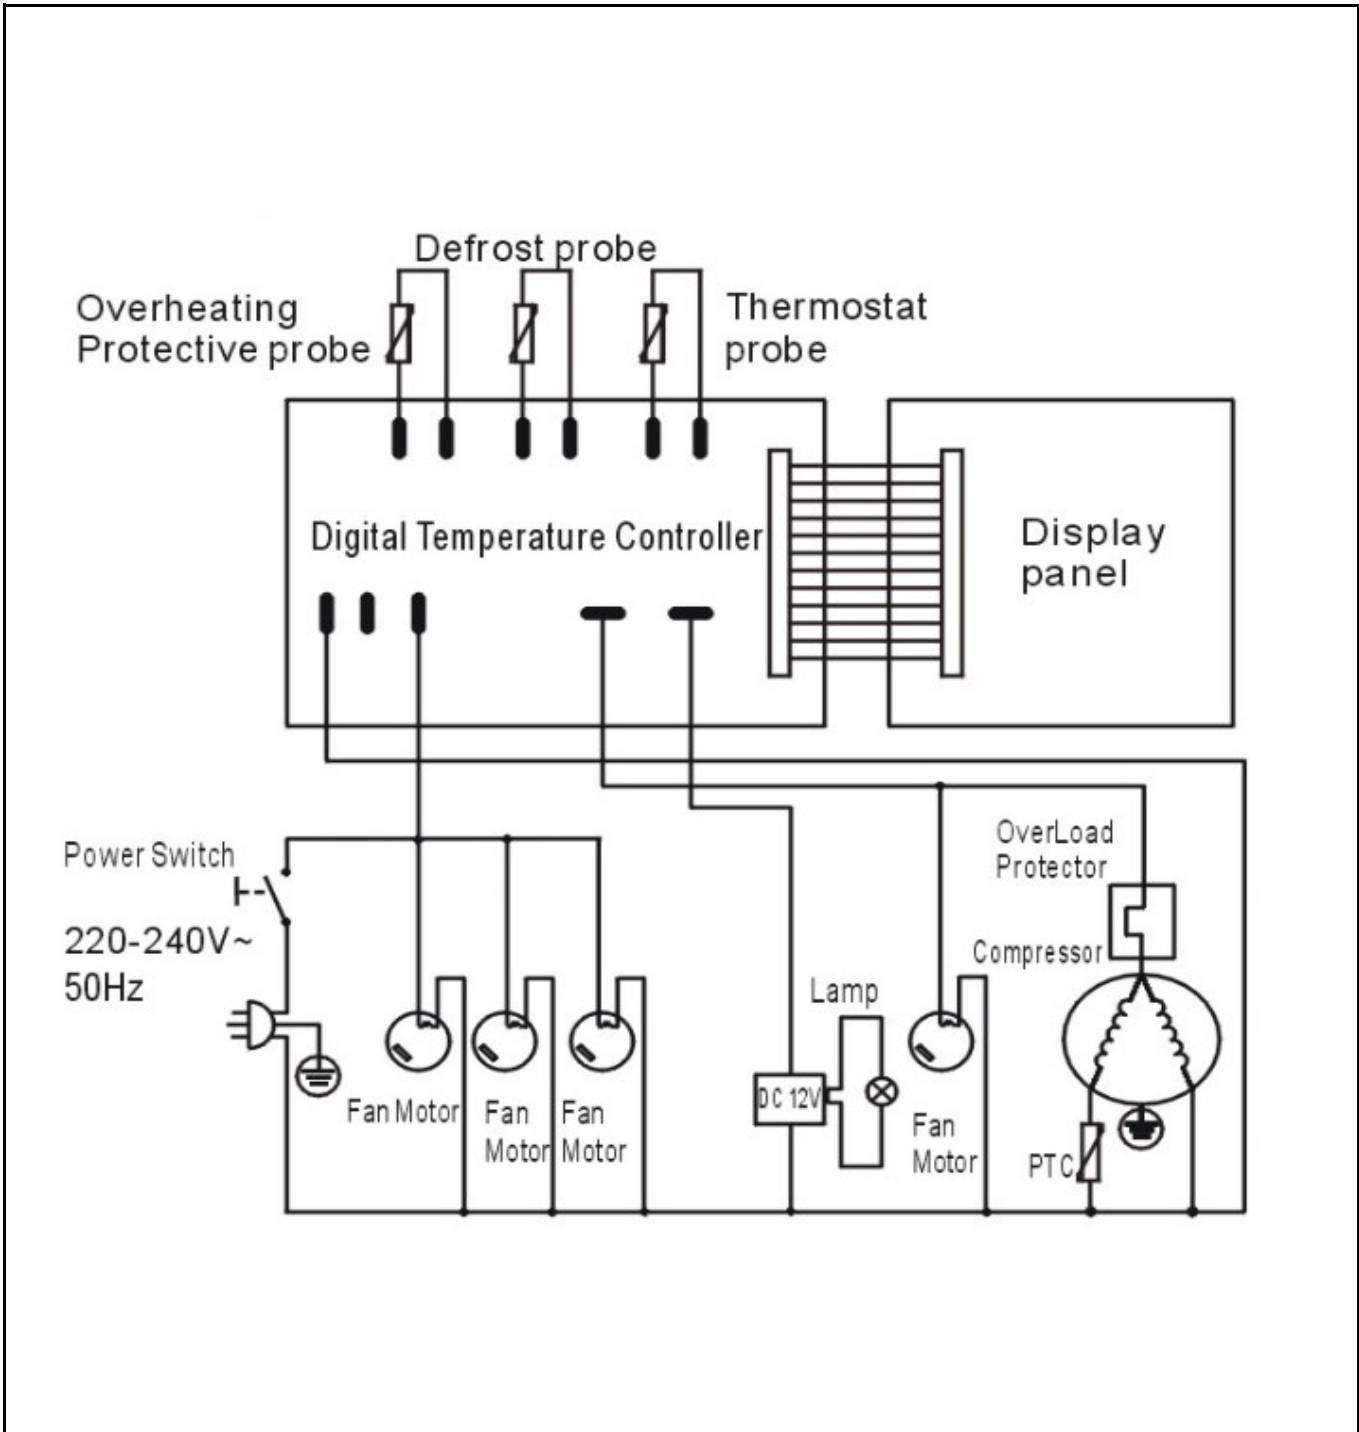 Defrost probe
Overheating
Protective probe
Thermostat
probe
Digital Temperature Controller
Display
panel
Power Switch
220-240V~
50Hz
OverLoad
Protector
Compressor
Lamp
DC 12V
Fan Motor
Fan
Motor
Fan
Motor
Fan
Motor
PTC